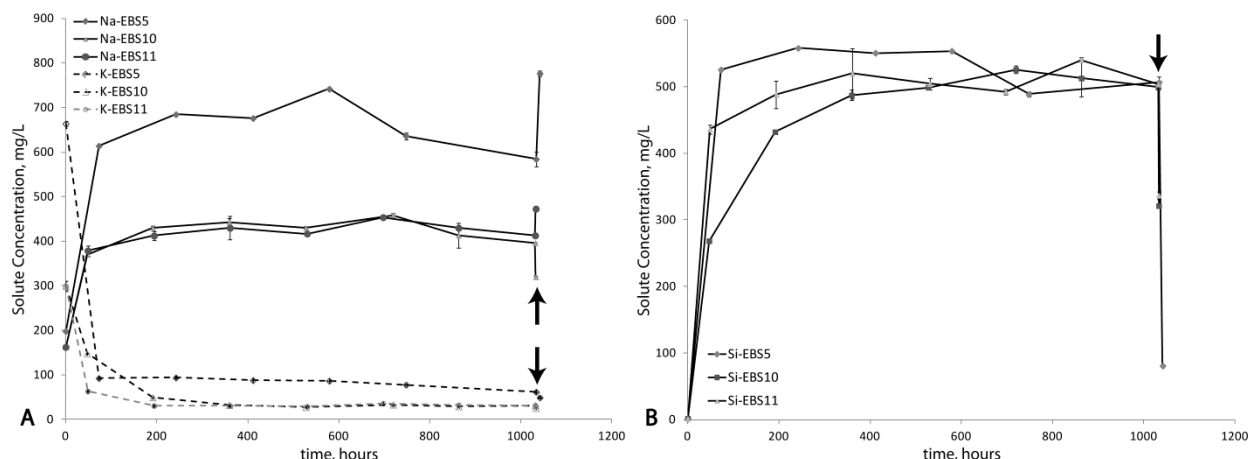 900
800
700
600
500
400
300
200
100
0
Solute Concentration, mg/L
Na-EBS5
Na-EBS10
Na-EBS11
K-EBS5
K-EBS10
K-EBS11
A
0
200
400
600
800
1000
1200
time, hours
600
500
400
300
200
100
0
Solute Concentration, mg/L
Si-EBS5
Si-EBS10
Si-EBS11
B
0
200
400
600
800
1000
1200
time, hours